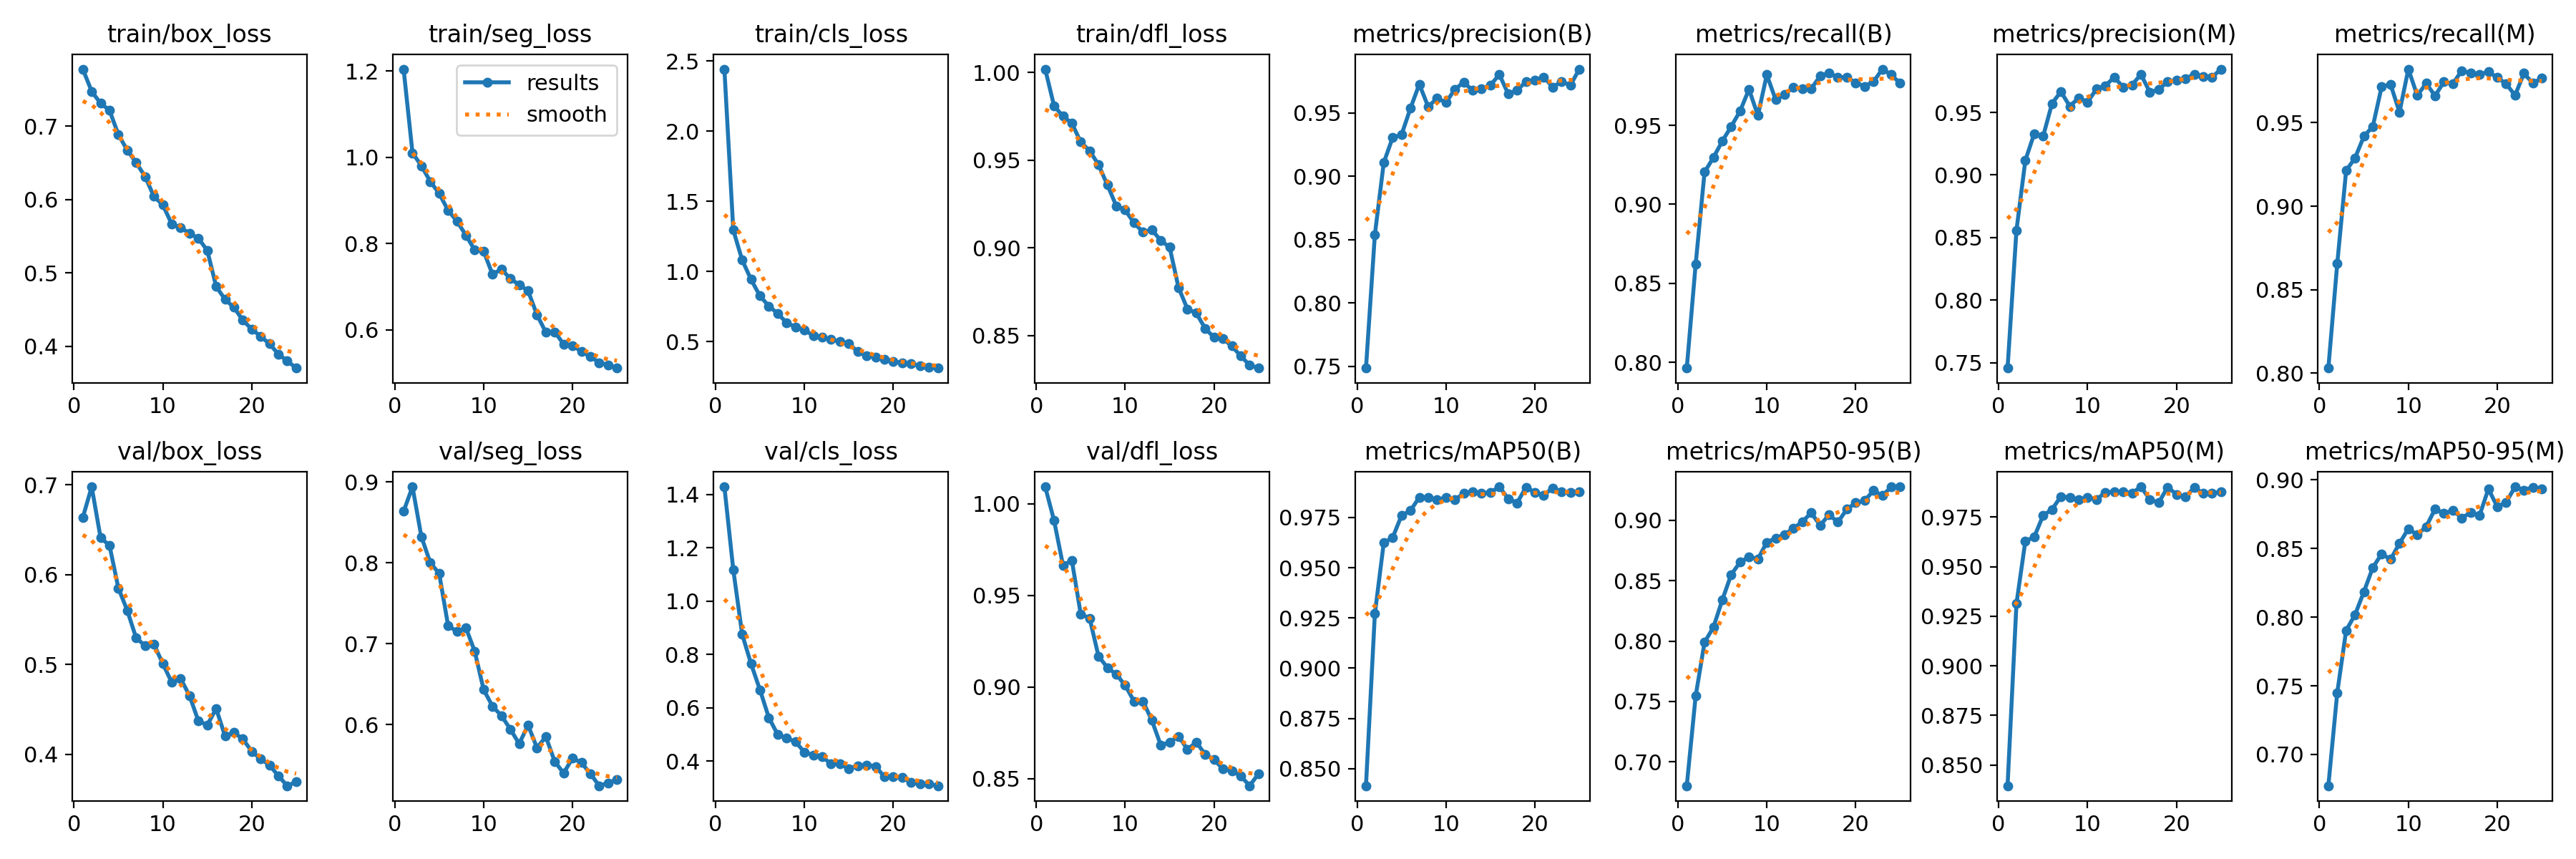 train/box_loss
0.7
0.6
0.5
0.4
0 10 20
train/seg_loss
results
smooth
1.2
1.0
0.8
0.6
0 10 20
train/cls_loss
2.5
2.0
1.5
1.0
0.5
0 10 20
train/dfl_loss
1.00
0.95
0.90
0.85
0 10 20
metrics/precision(B)
0.95
0.90
0.85
0.80
0.75
0 10 20
metrics/recall(B)
0.95
0.90
0.85
0.80
0 10 20
metrics/precision(M)
0.95
0.90
0.85
0.80
0.75
0 10 20
metrics/recall(M)
0.95
0.90
0.85
0.80
0 10 20
val/box_loss
0.7
0.6
0.5
0.4
0 10 20
val/seg_loss
0.9
0.8
0.7
0.6
0 10 20
val/cls_loss
1.4
1.2
1.0
0.8
0.6
0.4
0 10 20
val/dfl_loss
1.00
0.95
0.90
0.85
0 10 20
metrics/mAP50(B)
0.975
0.950
0.925
0.900
0.875
0.850
0 10 20
metrics/mAP50-95(B)
0.90
0.85
0.80
0.75
0.70
0 10 20
metrics/mAP50(M)
0.975
0.950
0.925
0.900
0.875
0.850
0 10 20
metrics/mAP50-95(M)
0.90
0.85
0.80
0.75
0.70
0 10 20